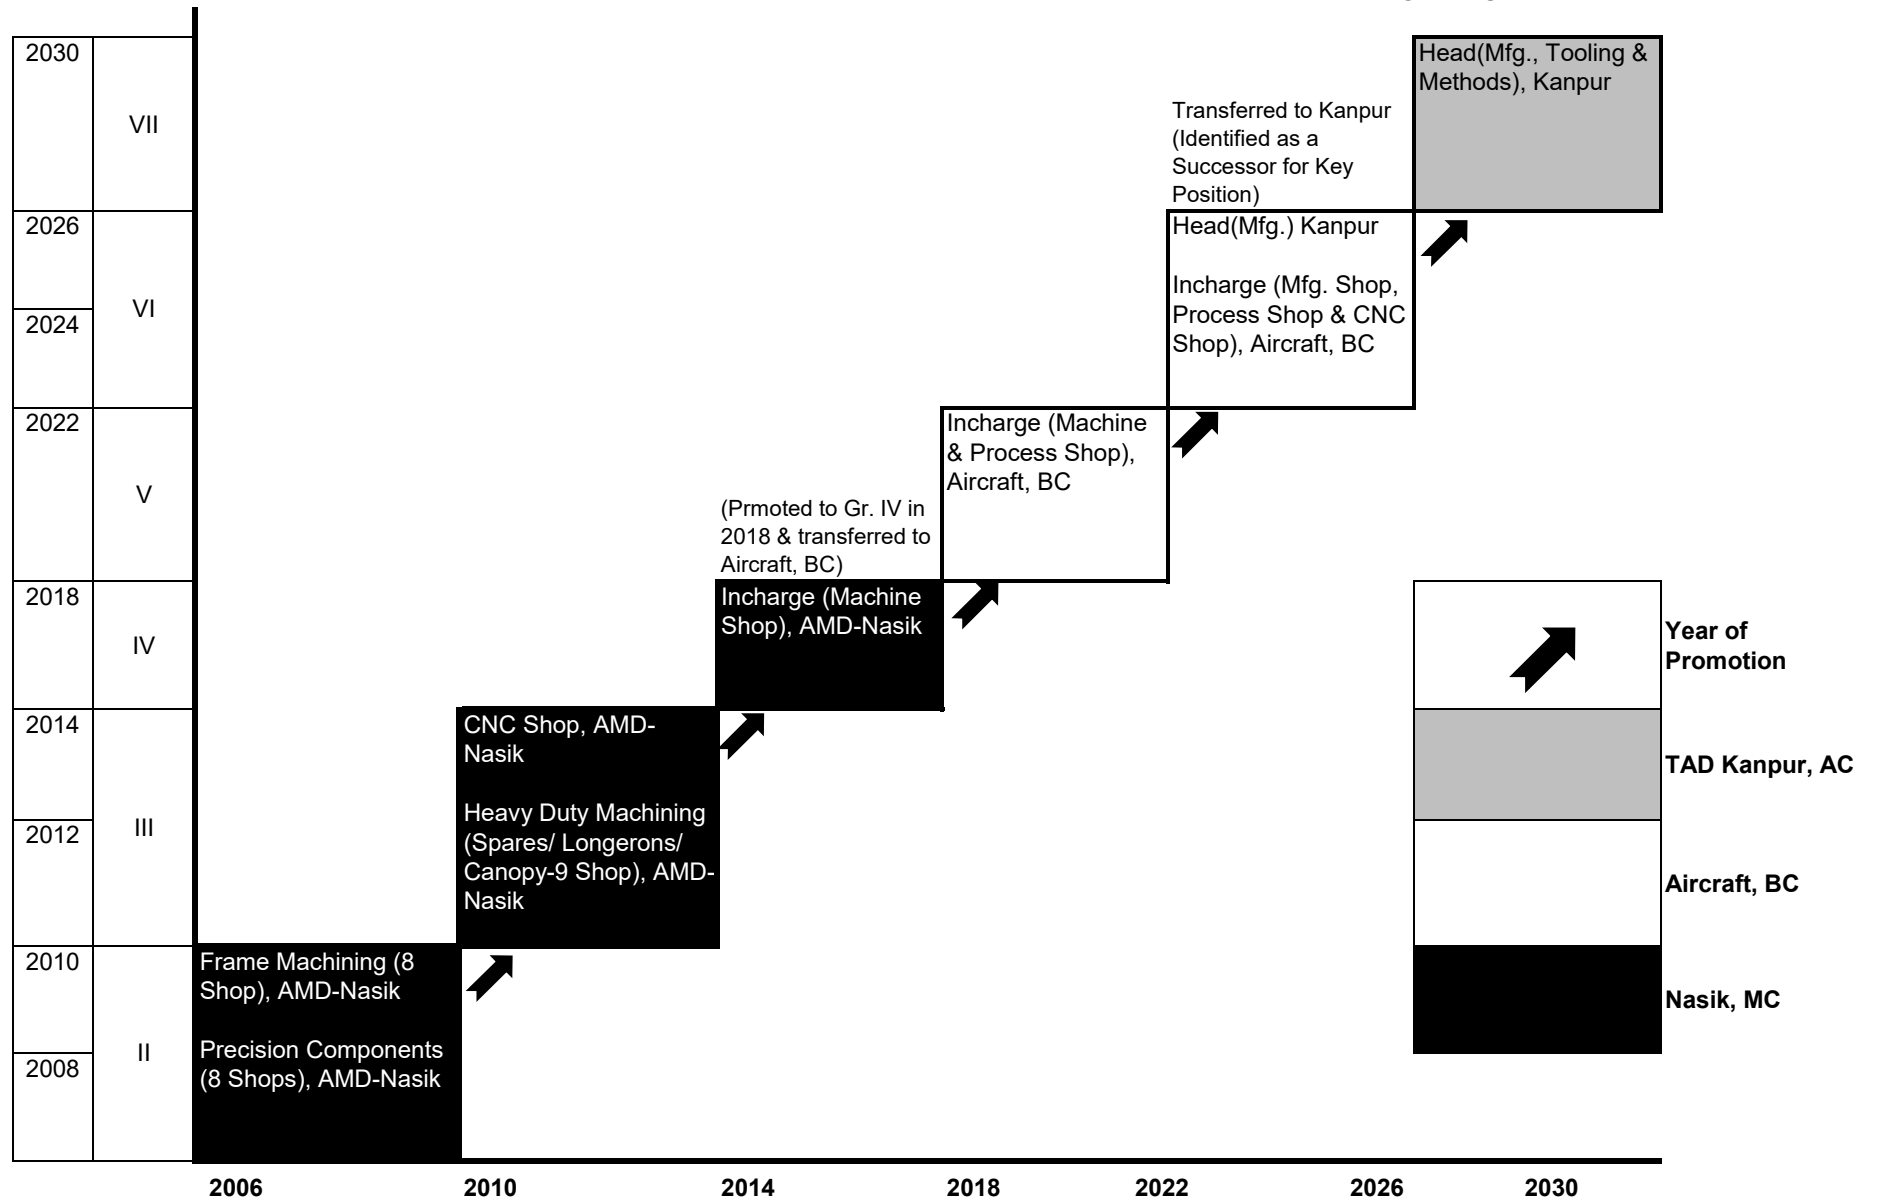 2030
VII
Head(Mfg., Tooling &
Methods), Kanpur
Transferred to Kanpur
(Identified as a
Successor for Key
Position)
2026
2024
VI
Head(Mfg.) Kanpur
Incharge (Mfg. Shop,
Process Shop & CNC
Shop), Aircraft, BC
2022
V
Incharge (Machine
& Process Shop),
Aircraft, BC
(Prmoted to Gr. IV in
2018 & transferred to
Aircraft, BC)
2018
IV
Incharge (Machine
Shop), AMD-Nasik
2014
2012
III
CNC Shop, AMD-
Nasik
Heavy Duty Machining
(Spares/ Longerons/
Canopy-9 Shop), AMD-
Nasik
2010
2008
II
Frame Machining (8
Shop), AMD-Nasik
Precision Components
(8 Shops), AMD-Nasik
Year of
Promotion
TAD Kanpur, AC
Aircraft, BC
Nasik, MC
2006 2010 2014 2018 2022 2026 2030